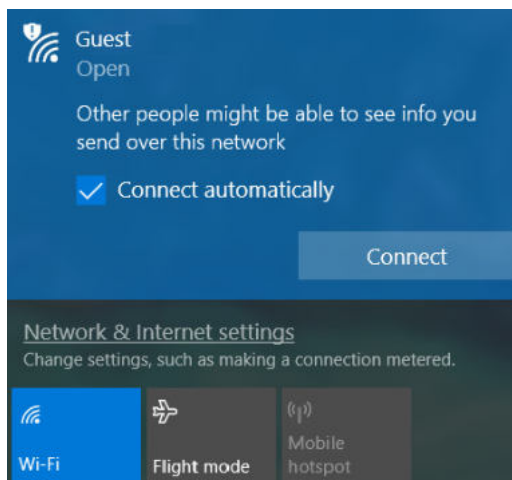 Guest
Open
Other people might be able to see info you
send over this network
Connect automatically
Connect
Network & Internet settings
Change settings, such as making a connection metered.
Wi-Fi
Flight mode
Mobile
hotspot